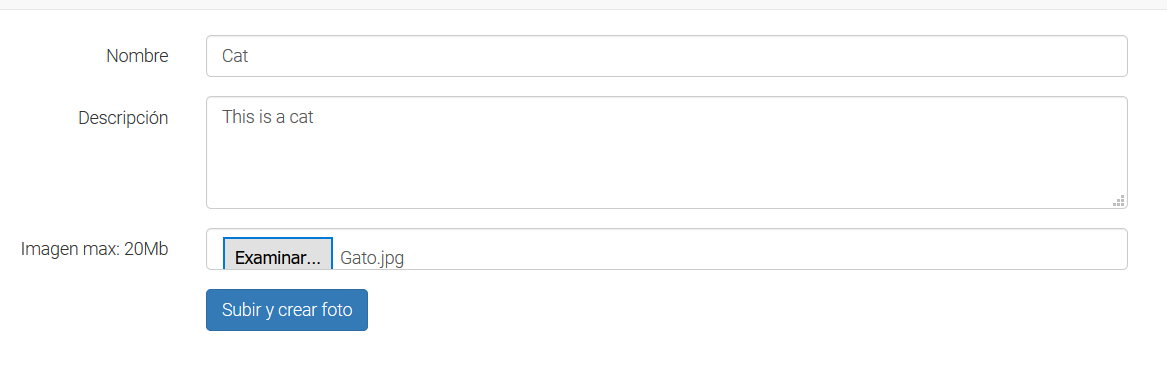 Nombre Cat
Descripción This is a cat
Imagen max: 20Mb Examinar... Gato.jpg
Subir y crear foto